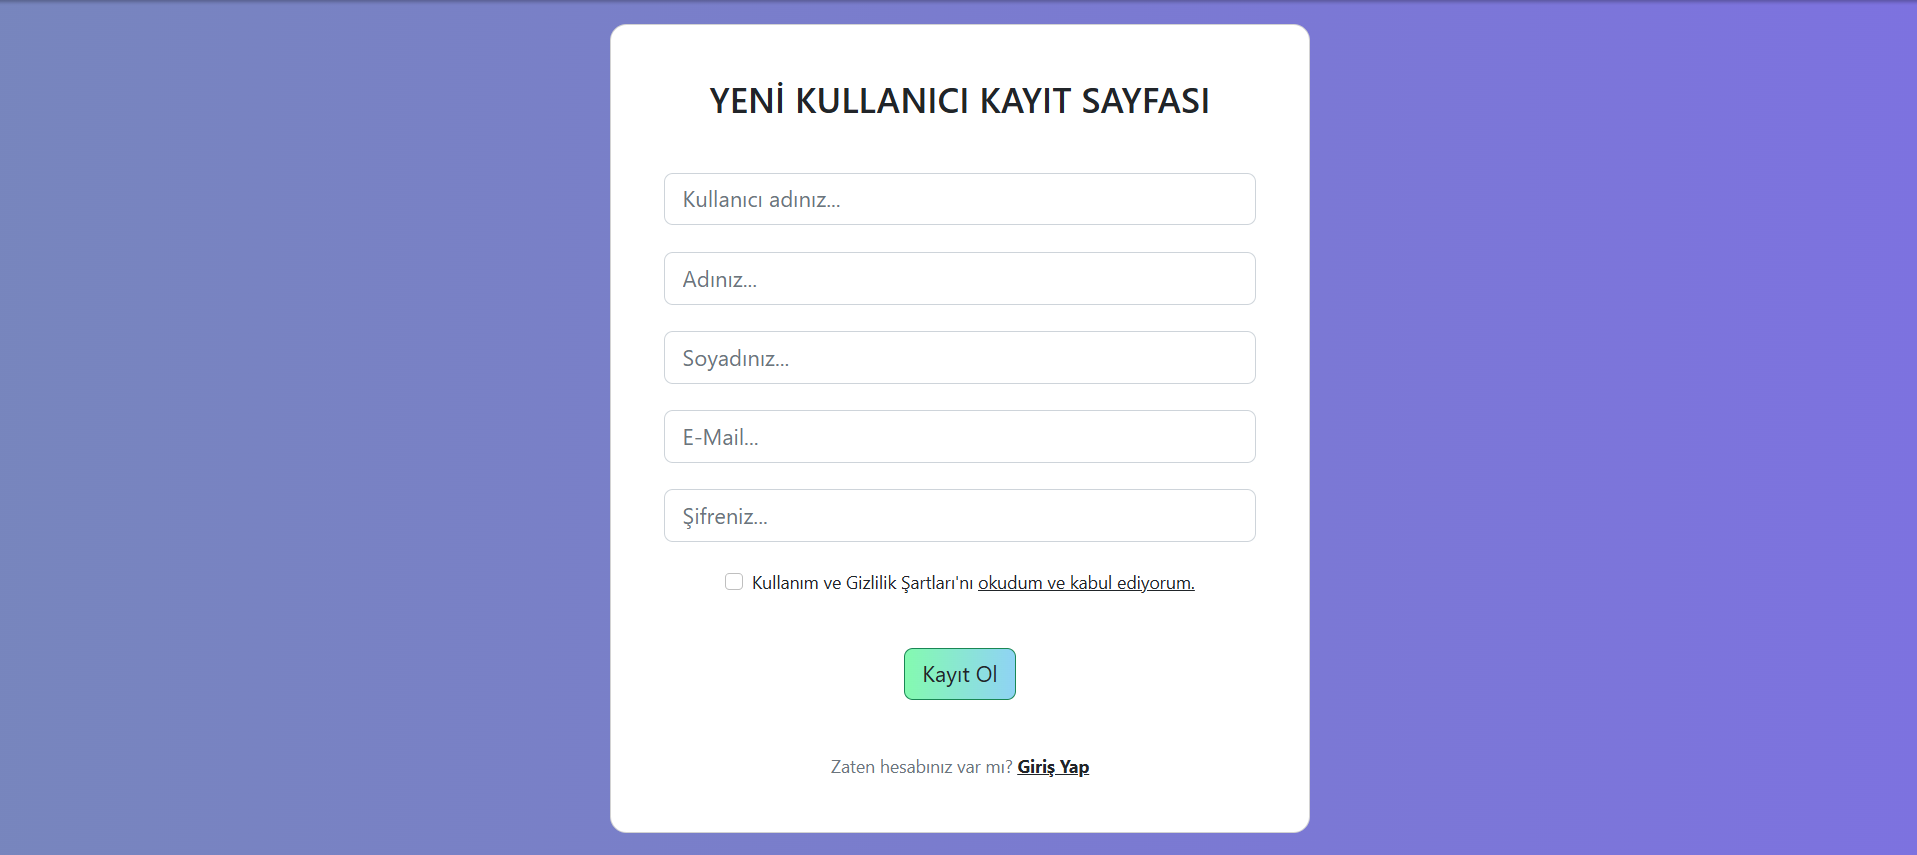 YENİ KULLANICI KAYIT SAYFASI
Kullanıcı adınız...
Adınız...
Soyadınız...
E-Mail...
Şifreniz...
Kullanım ve Gizlilik Şartları'nı okudum ve kabul ediyorum.
Kayıt Ol
Zaten hesabınız var mı? Giriş Yap